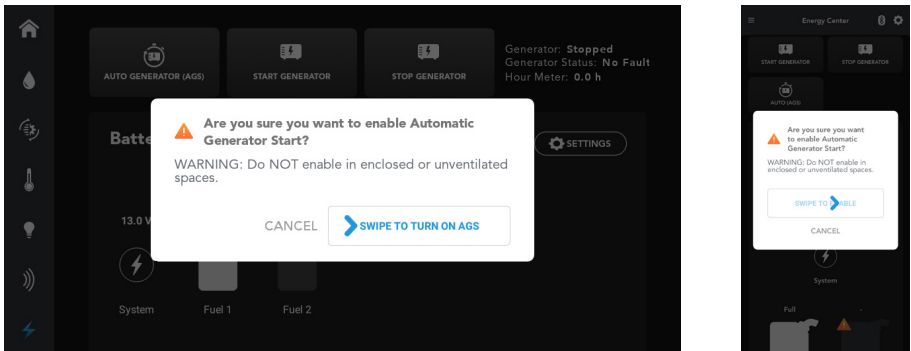 AUTO GENERATOR (AGS)
START GENERATOR
STOP GENERATOR
Generator: Stopped
Generator Status: No Fault
Hour Meter: 0.0 h
Batte
SETTINGS
Are you sure you want to enable Automatic
Generator Start?
WARNING: Do NOT enable in enclosed or unventilated
spaces.
CANCEL
SWIPE TO TURN ON AGS
13.0 V
System
Fuel 1
Fuel 2
Energy Center
START GENERATOR
STOP GENERATOR
AUTO (AGS)
Are you sure you want
to enable Automatic
Generator Start?
WARNING: Do NOT enable in
enclosed or unventilated spaces.
SWIPE TO ENABLE
CANCEL
System
Full
-